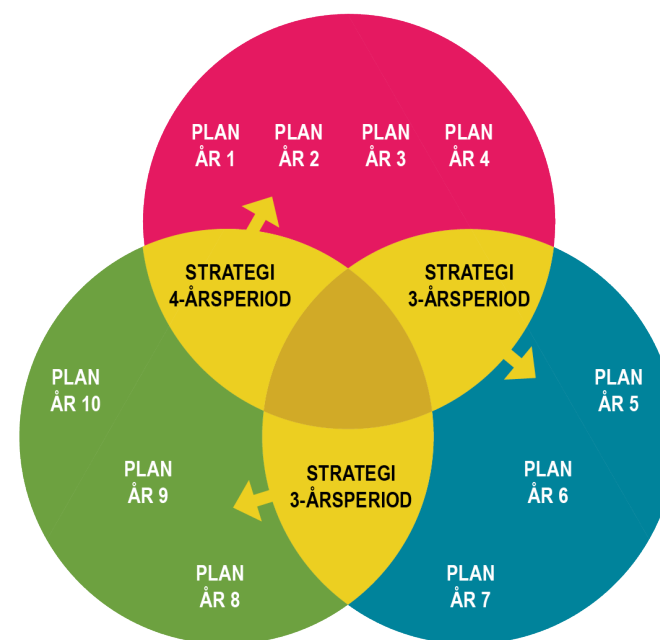 PLAN
ÅR 1
PLAN
ÅR 2
PLAN
ÅR 3
PLAN
ÅR 4
STRATEGI
4-ÅRSPERIOD
STRATEGI
3-ÅRSPERIOD
PLAN
ÅR 5
PLAN
ÅR 6
PLAN
ÅR 7
STRATEGI
3-ÅRSPERIOD
PLAN
ÅR 8
PLAN
ÅR 9
PLAN
ÅR 10